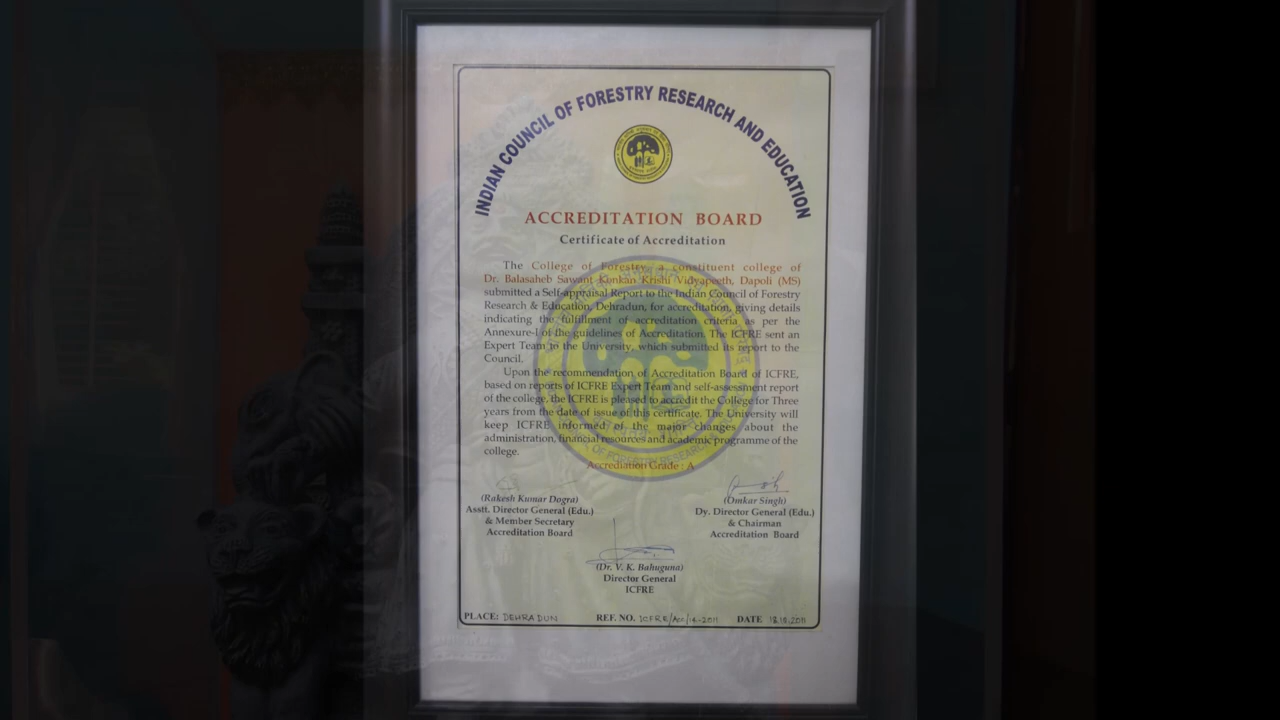 INDIAN COUNCIL OF FORESTRY RESEARCH AND EDUCATION
ACCREDITATION BOARD
Certificate of Accreditation
The College of Forestry, a constituent college of
Dr. Balasaheb Sawant Konkan Krishi Vidyapeeth, Dapoli (MS)
submitted a Self-appraisal Report to the Indian Council of Forestry
Research & Education, Dehradun, for accreditation, giving details
indicating the fulfillment of accreditation criteria as per the
Annexure-I of the guidelines of Accreditation. The ICFRE sent an
Expert Team to the University, which submitted its report to the
Council.
Upon the recommendation of Accreditation Board of ICFRE,
based on reports of ICFRE Expert Team and self-assessment report
of the college, the ICFRE is pleased to accredit the College for Three
years from the date of issue of this certificate. The University will
keep ICFRE informed of the major changes about the
administration, financial resources and academic programme of the
college.
Accrediation Grade : A
(Rakesh Kumar Dogra)
Asstt. Director General (Edu.)
& Member Secretary
Accreditation Board
(Omkar Singh)
Dy. Director General (Edu.)
& Chairman
Accreditation Board
(Dr. V. K. Bahuguna)
Director General
ICFRE
PLACE: DEHRADUN REF. NO. ICFRE/Acc/14-2011 DATE 18.10.2011